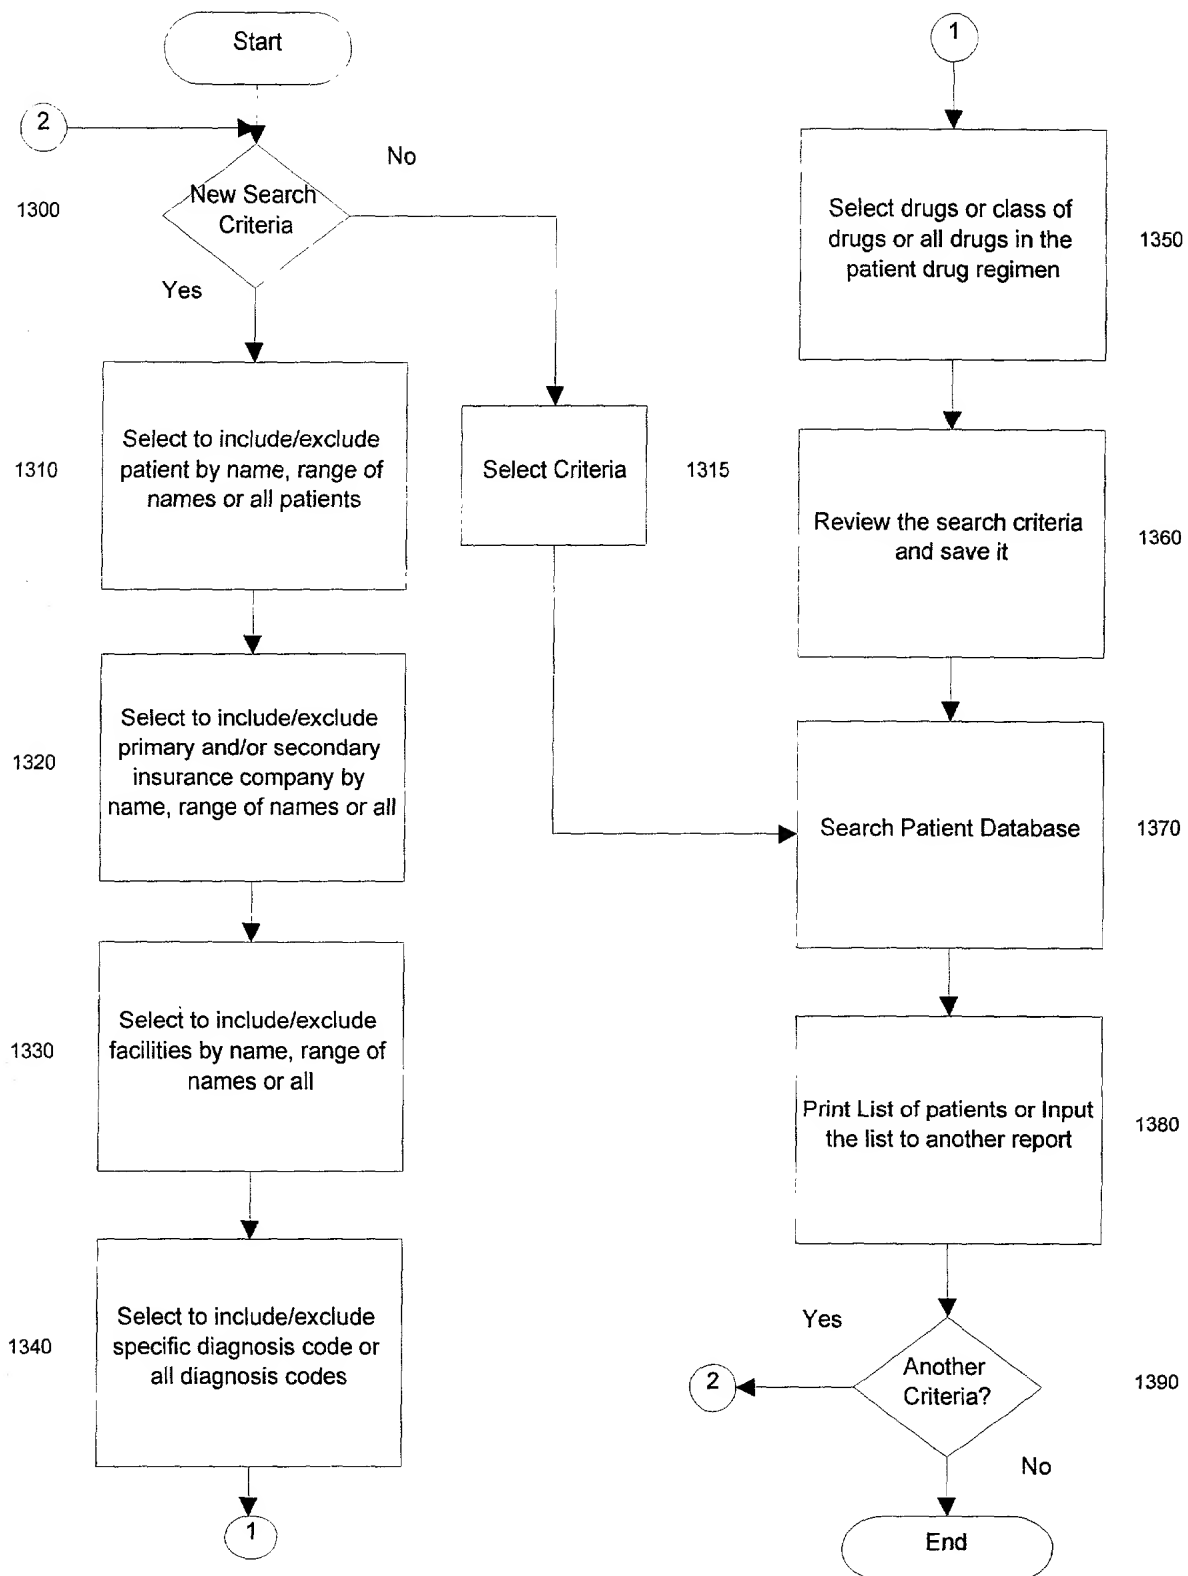 Start
2
No
1300
New Search
Criteria
Yes
1310
Select to include/exclude
patient by name, range of
names or all patients
Select Criteria
1315
1320
Select to include/exclude
primary and/or secondary
insurance company by
name, range of names or all
1330
Select to include/exclude
facilities by name, range of
names or all
1340
Select to include/exclude
specific diagnosis code or
all diagnosis codes
1
1
Select drugs or class of
drugs or all drugs in the
patient drug regimen
1350
Review the search criteria
and save it
1360
Search Patient Database
1370
Print List of patients or Input
the list to another report
1380
Yes
2
Another
Criteria?
1390
No
End